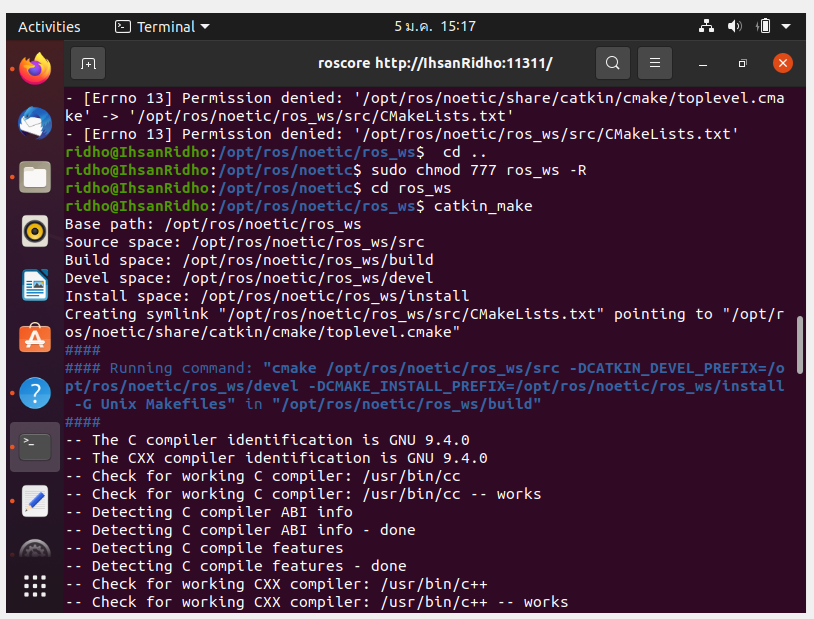 Activities
Terminal
5 ม.ค. 15:17
roscore http://IhsanRidho:11311/
- [Errno 13] Permission denied: '/opt/ros/noetic/share/catkin/cmake/toplevel.cma
ke' -> '/opt/ros/noetic/ros_ws/src/CMakeLists.txt'
- [Errno 13] Permission denied: '/opt/ros/noetic/ros_ws/src/CMakeLists.txt'
ridho@IhsanRidho:/opt/ros/noetic/ros_ws$  cd ..
ridho@IhsanRidho:/opt/ros/noetic$ sudo chmod 777 ros_ws -R
ridho@IhsanRidho:/opt/ros/noetic$ cd ros_ws
ridho@IhsanRidho:/opt/ros/noetic/ros_ws$ catkin_make
Base path: /opt/ros/noetic/ros_ws
Source space: /opt/ros/noetic/ros_ws/src
Build space: /opt/ros/noetic/ros_ws/build
Devel space: /opt/ros/noetic/ros_ws/devel
Install space: /opt/ros/noetic/ros_ws/install
Creating symlink "/opt/ros/noetic/ros_ws/src/CMakeLists.txt" pointing to "/opt/r
os/noetic/share/catkin/cmake/toplevel.cmake"
####
#### Running command: "cmake /opt/ros/noetic/ros_ws/src -DCATKIN_DEVEL_PREFIX=/o
pt/ros/noetic/ros_ws/devel -DCMAKE_INSTALL_PREFIX=/opt/ros/noetic/ros_ws/install
 -G Unix Makefiles" in "/opt/ros/noetic/ros_ws/build"
####
-- The C compiler identification is GNU 9.4.0
-- The CXX compiler identification is GNU 9.4.0
-- Check for working C compiler: /usr/bin/cc
-- Check for working C compiler: /usr/bin/cc -- works
-- Detecting C compiler ABI info
-- Detecting C compiler ABI info - done
-- Detecting C compile features
-- Detecting C compile features - done
-- Check for working CXX compiler: /usr/bin/c++
-- Check for working CXX compiler: /usr/bin/c++ -- works